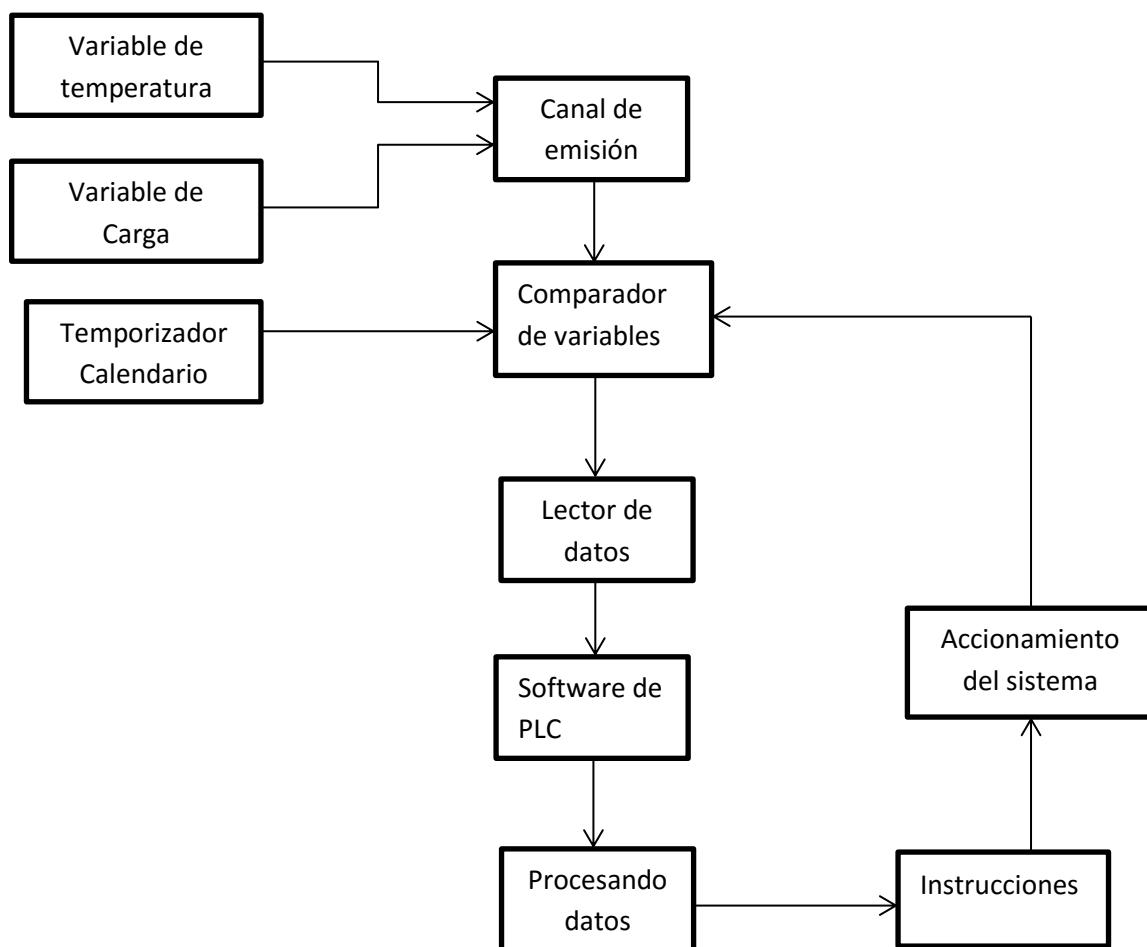 Variable de
temperatura
Canal de
emisión
Variable de
Carga
Comparador
de variables
Temporizador
Calendario
Lector de
datos
Accionamiento
del sistema
Software de
PLC
Procesando
datos
Instrucciones